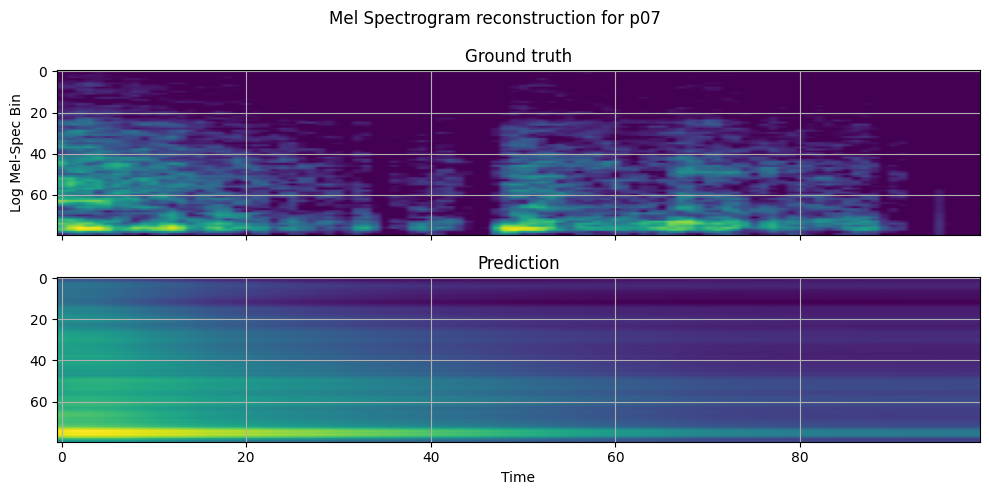 Mel Spectrogram reconstruction for p07
Ground truth
0
20
40
60
Log Mel-Spec Bin
Prediction
0
20
40
60
0 20 40 60 80
Time